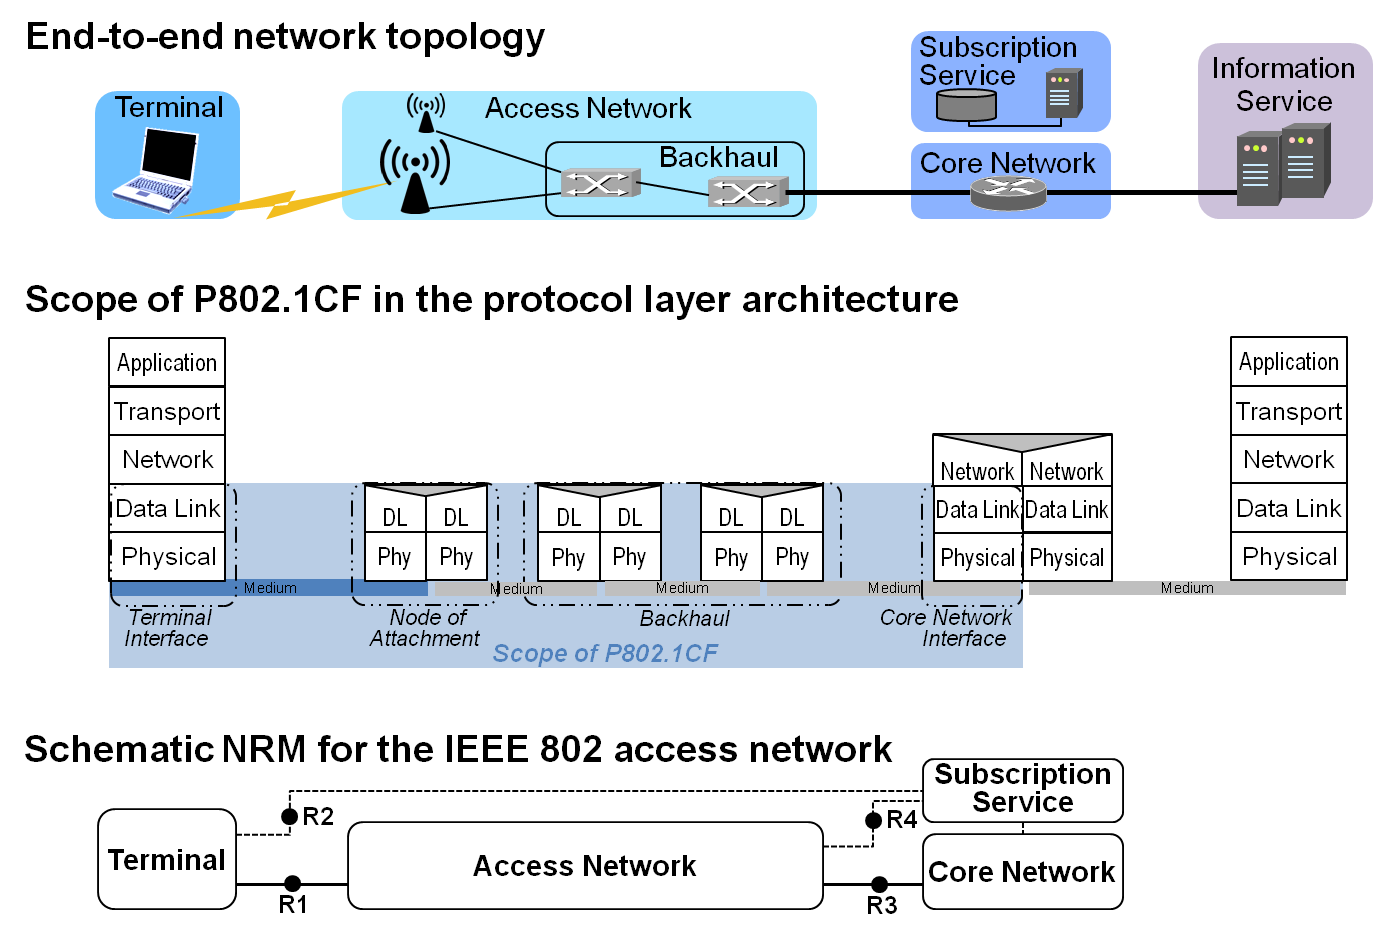 End-to-end network topology
Terminal
Access Network
Backhaul
Subscription
Service
Core Network
Information
Service
Scope of P802.1CF in the protocol layer architecture
Application
Transport
Network
Data Link
Physical
DL DL
Phy Phy
DL DL
Phy Phy
DL DL
Phy Phy
Network Network
Data Link Data Link
Physical Physical
Application
Transport
Network
Data Link
Physical
Medium
Medium
Medium
Medium
Medium
Terminal
Interface
Node of
Attachment
Backhaul
Core Network
Interface
Scope of P802.1CF
Schematic NRM for the IEEE 802 access network
Terminal
R2
R1
Access Network
R4
R3
Subscription
Service
Core Network